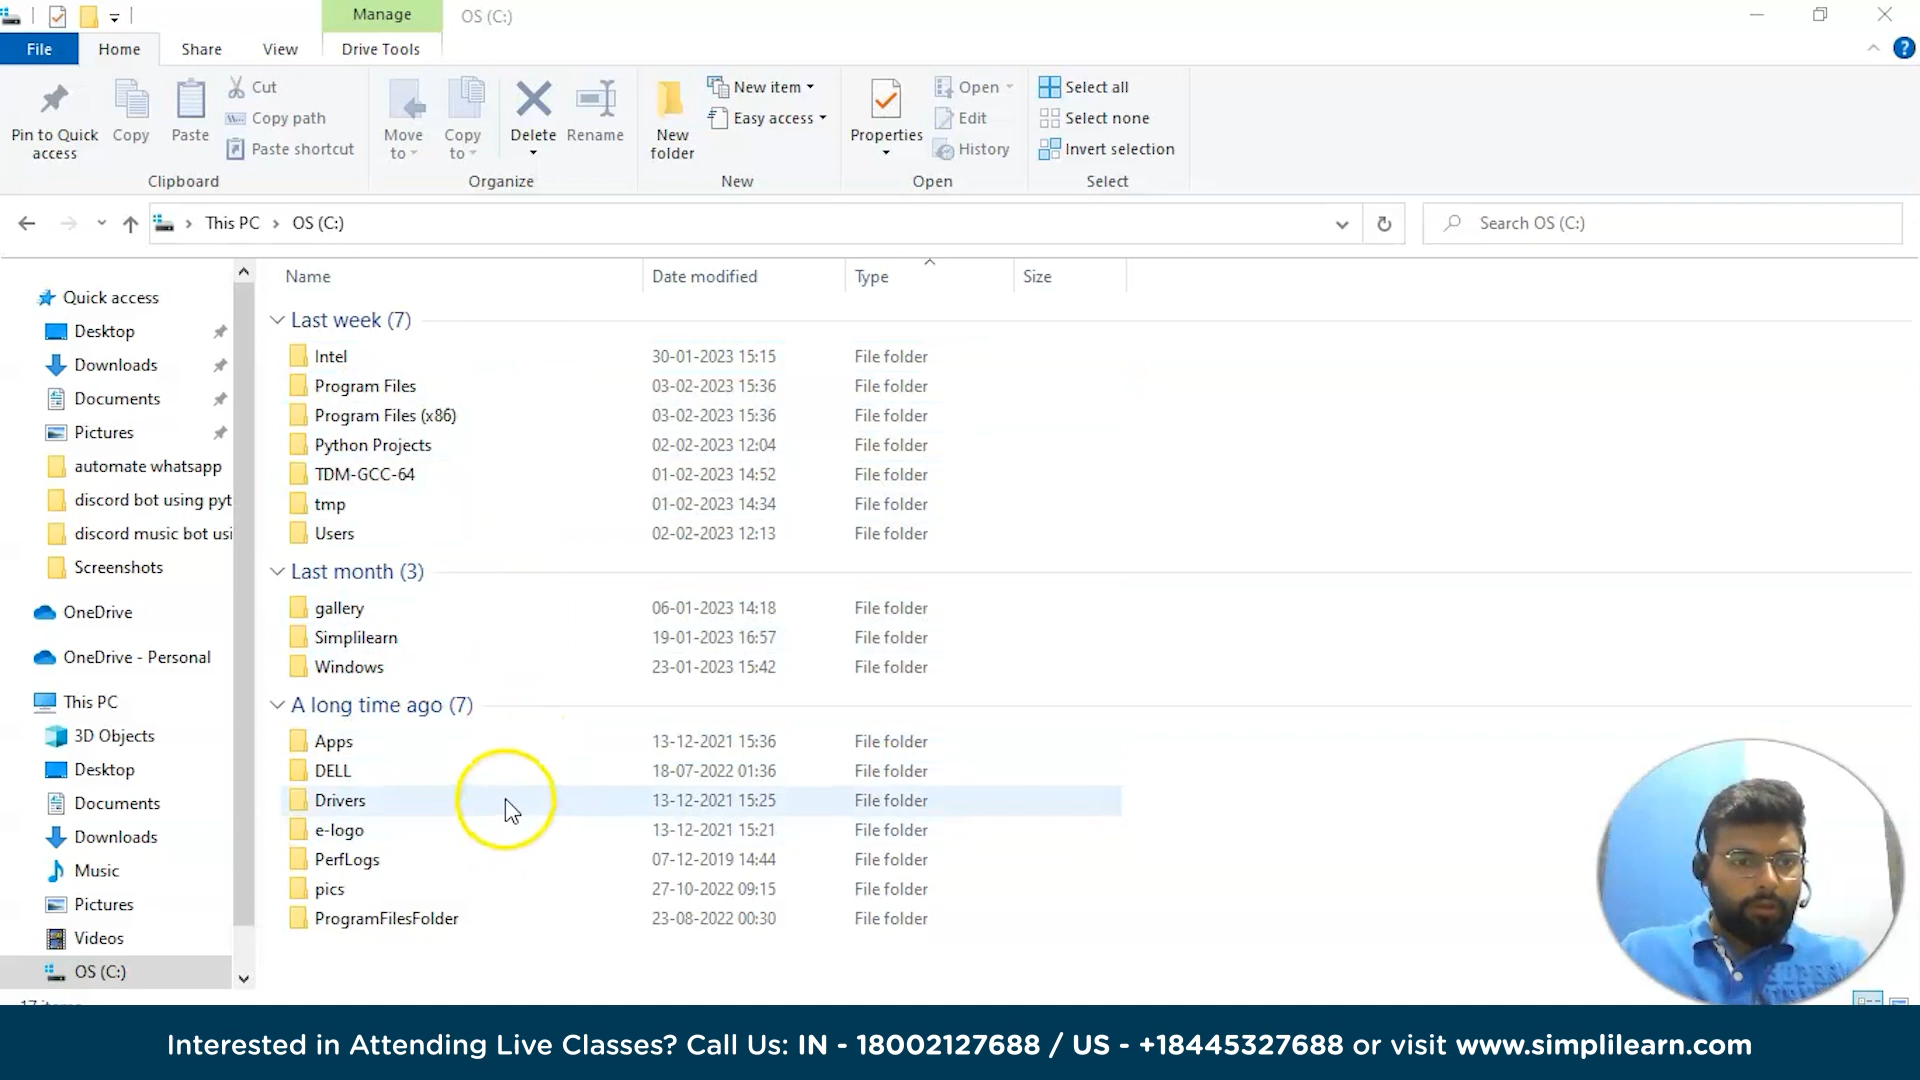 Manage
OS (C:)
File
Home
Share
View
Drive Tools
Pin to Quick access
Copy
Paste
Cut
Copy path
Paste shortcut
Clipboard
Move to
Copy to
Delete
Rename
Organize
New folder
New item
Easy access
New
Properties
Open
Edit
History
Open
Select all
Select none
Invert selection
Select
This PC > OS (C:)
Search OS (C:)
Quick access
Desktop
Downloads
Documents
Pictures
automate whatsapp
discord bot using pyt
discord music bot usi
Screenshots
OneDrive
OneDrive - Personal
This PC
3D Objects
Desktop
Documents
Downloads
Music
Pictures
Videos
OS (C:)
Name Date modified Type Size
Last week (7)
Intel 30-01-2023 15:15 File folder
Program Files 03-02-2023 15:36 File folder
Program Files (x86) 03-02-2023 15:36 File folder
Python Projects 02-02-2023 12:04 File folder
TDM-GCC-64 01-02-2023 14:52 File folder
tmp 01-02-2023 14:34 File folder
Users 02-02-2023 12:13 File folder
Last month (3)
gallery 06-01-2023 14:18 File folder
Simplilearn 19-01-2023 16:57 File folder
Windows 23-01-2023 15:42 File folder
A long time ago (7)
Apps 13-12-2021 15:36 File folder
DELL 18-07-2022 01:36 File folder
Drivers 13-12-2021 15:25 File folder
e-logo 13-12-2021 15:21 File folder
PerfLogs 07-12-2019 14:44 File folder
pics 27-10-2022 09:15 File folder
ProgramFilesFolder 23-08-2022 00:30 File folder
Interested in Attending Live Classes? Call Us: IN - 18002127688 / US - +18445327688 or visit www.simplilearn.com